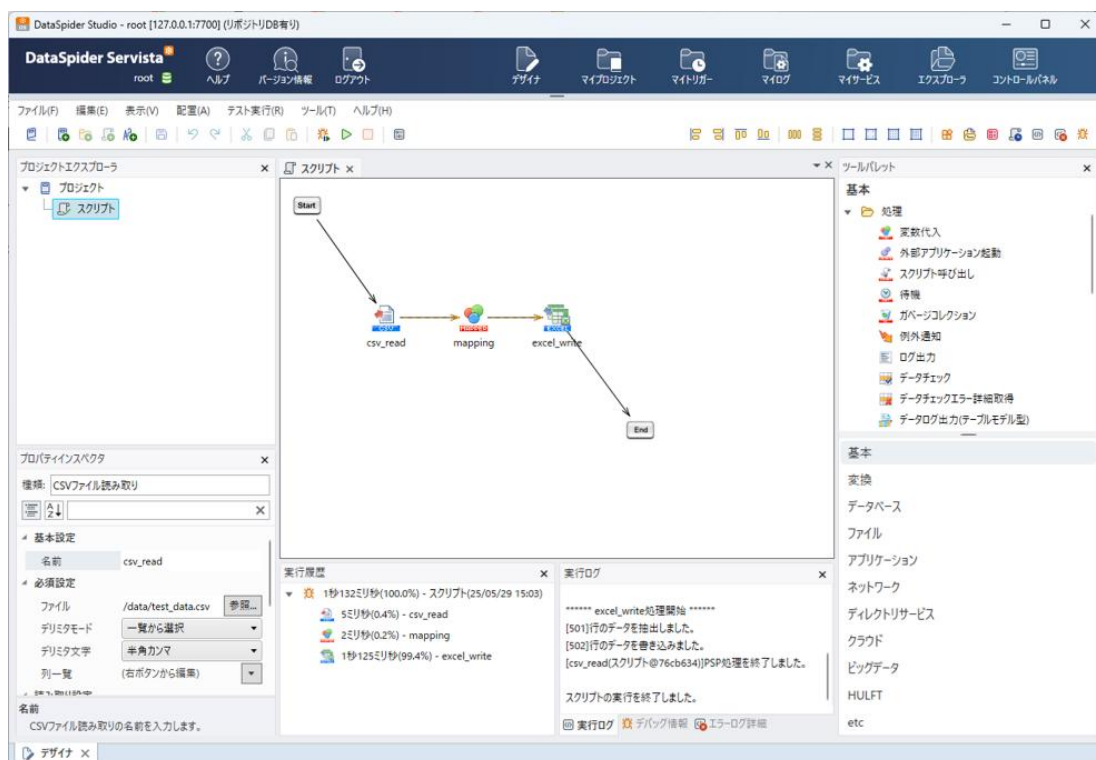 DataSpider Studio - root [127.0.0.1:7700] (リポジトリDB有り)
DataSpider Servista
root
ヘルプ
バージョン情報
ログアウト
デザイナ
マイプロジェクト
マイトリガー
マイログ
マイサービス
エクスプローラ
コントロールパネル
ファイル(F) 編集(E) 表示(V) 配置(A) テスト実行(R) ツール(T) ヘルプ(H)
プロジェクトエクスプローラ
プロジェクト
スクリプト
スクリプト
Start
CSV
csv_read
MAPPER
mapping
EXCEL
excel_write
End
ツールパレット
基本
処理
変数代入
外部アプリケーション起動
スクリプト呼び出し
待機
ガベージコレクション
例外通知
ログ出力
データチェック
データチェックエラー詳細取得
データログ出力(テーブルモデル型)
基本
変換
データベース
ファイル
アプリケーション
ネットワーク
ディレクトリサービス
クラウド
ビッグデータ
HULFT
etc
プロパティインスペクタ
種類: CSVファイル読み取り
基本設定
名前 csv_read
必須設定
ファイル /data/test_data.csv 参照...
デリミタモード 一覧から選択
デリミタ文字 半角カンマ
列一覧 (右ボタンから編集)
読み取り設定
名前
CSVファイル読み取りの名前を入力します。
実行履歴
1秒132ミリ秒(100.0%) - スクリプト(25/05/29 15:03)
5ミリ秒(0.4%) - csv_read
2ミリ秒(0.2%) - mapping
1秒125ミリ秒(99.4%) - excel_write
実行ログ
****** excel_write処理開始 ******
[501]行のデータを抽出しました。
[502]行のデータを書き込みました。
[csv_read(スクリプト@76cb634)]PSP処理を終了しました。
スクリプトの実行を終了しました。
実行ログ デバッグ情報 エラーログ詳細
デザイナ